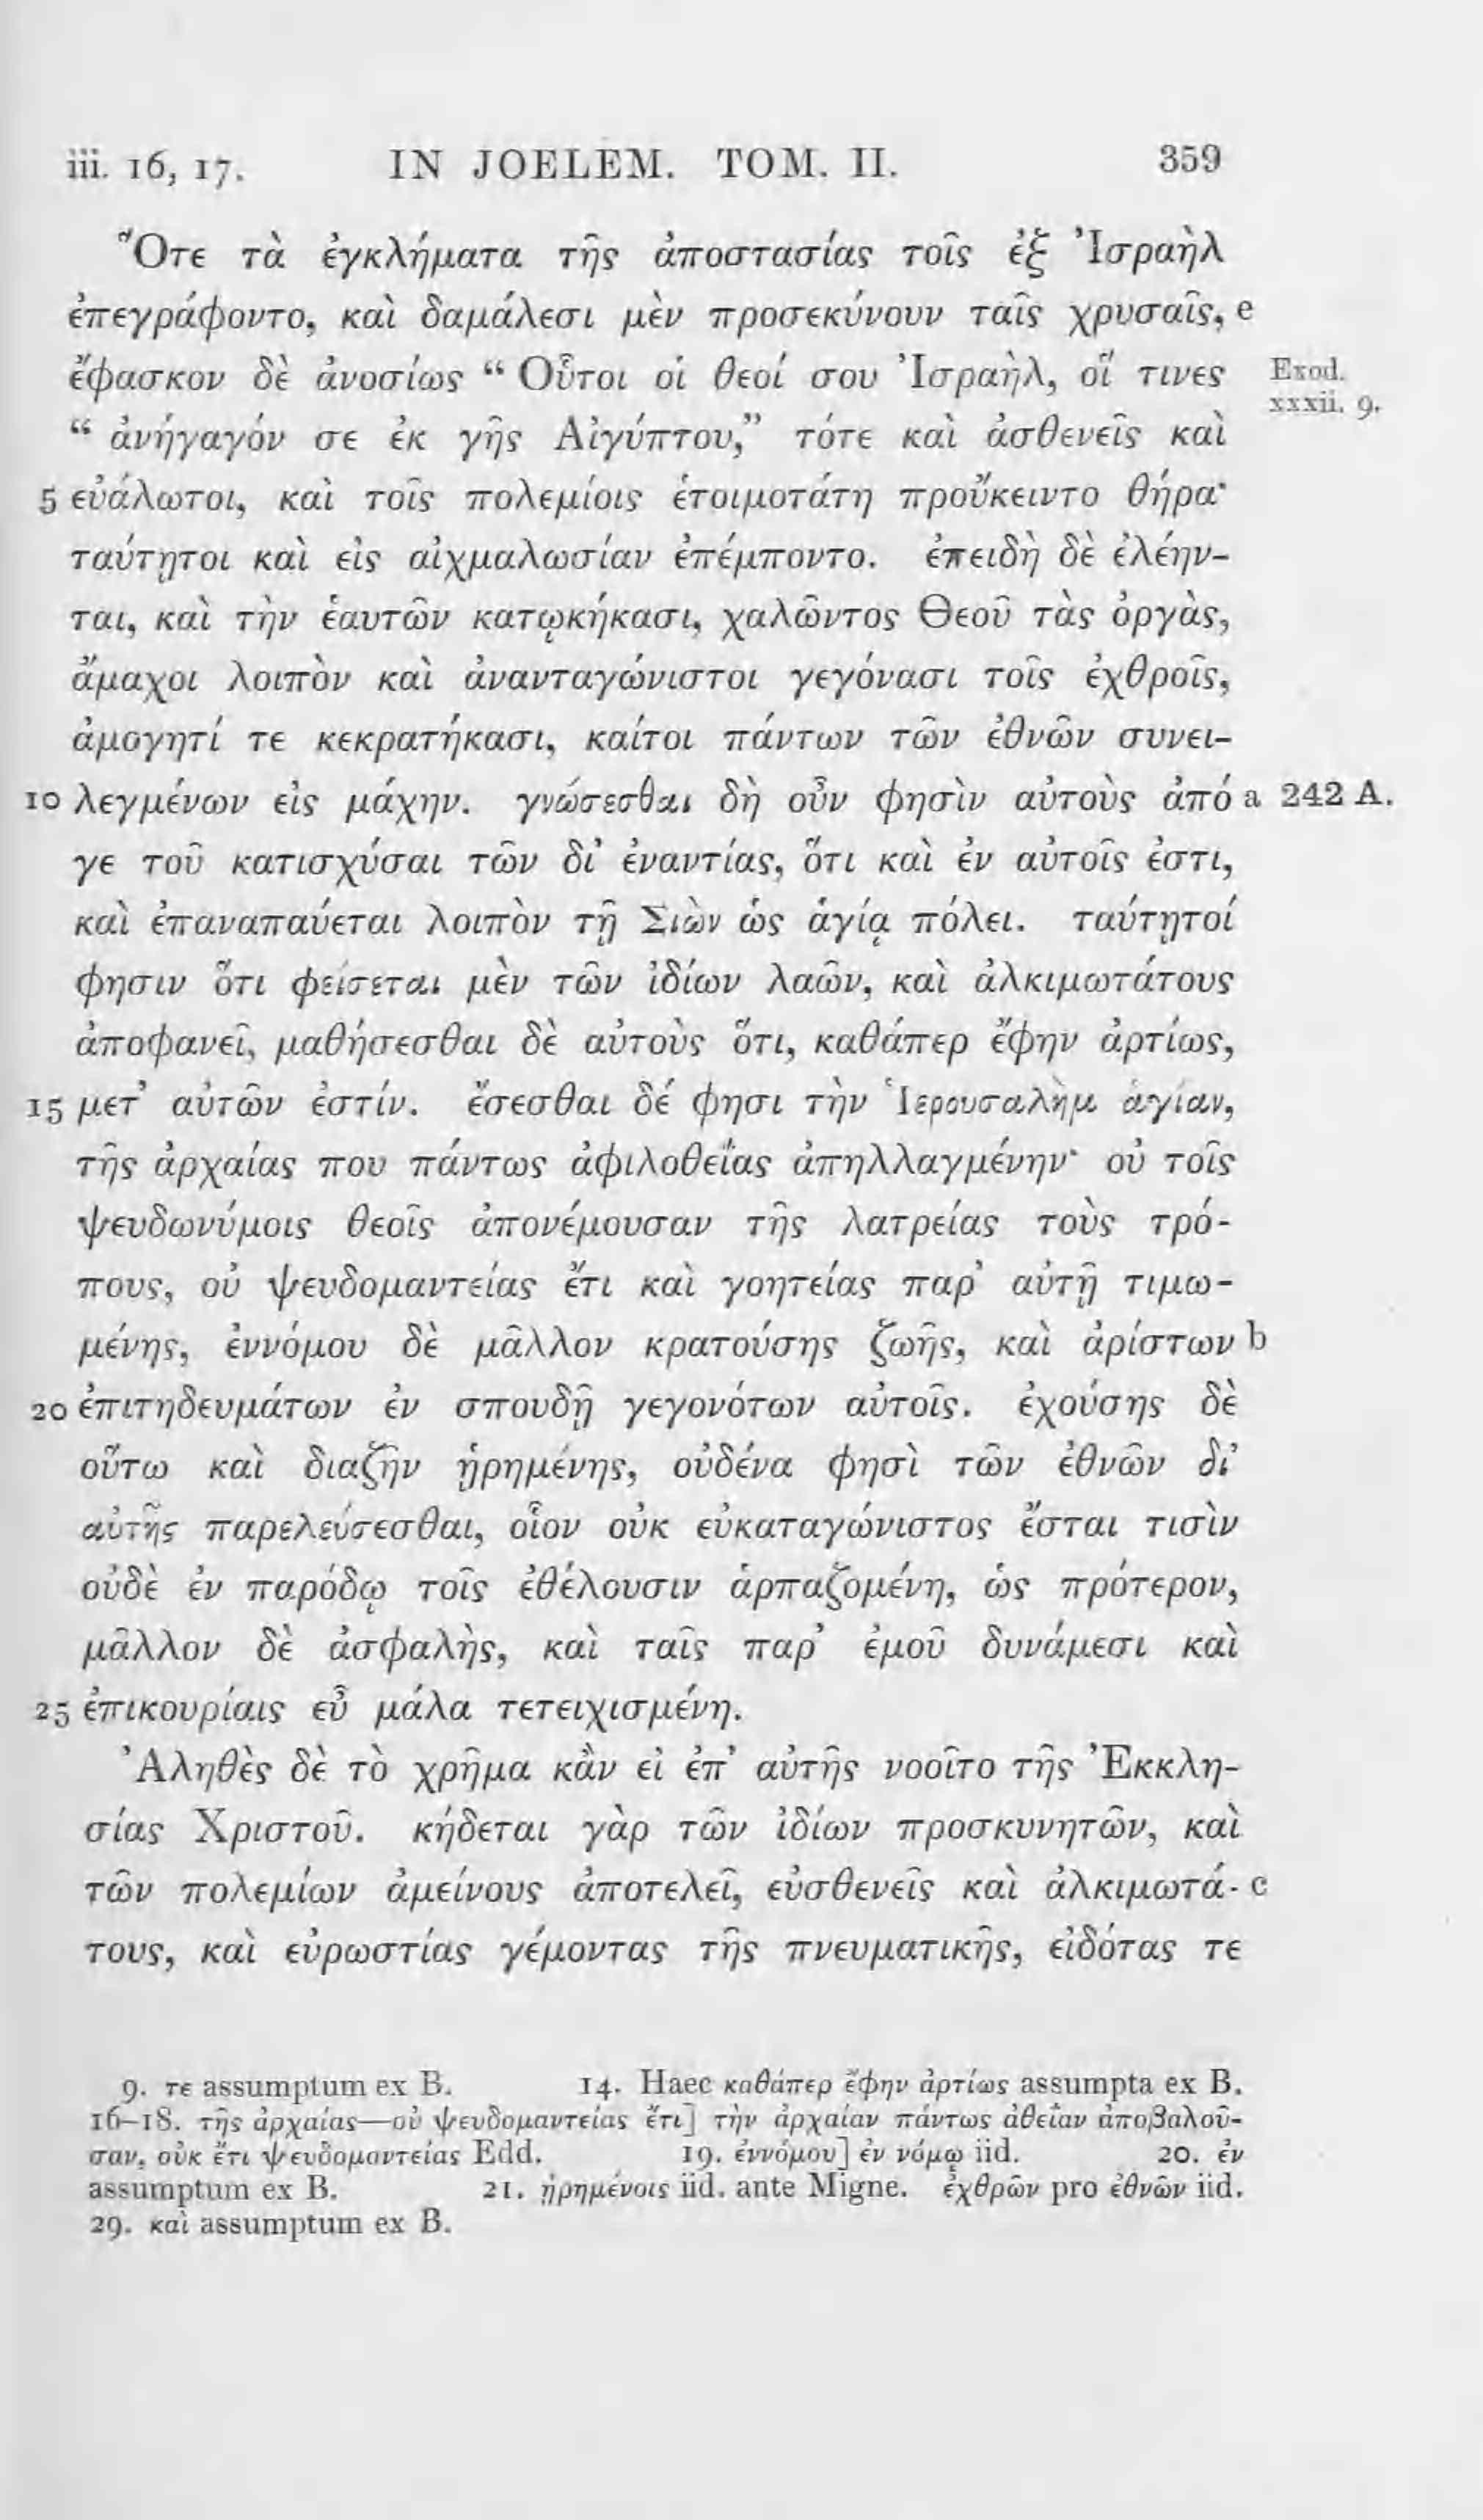 iii. 16, 17. IN JOELEM. TOM. II. 359
Ὅτε τὰ ἐγκλήματα τῆς ἀποστασίας τοῖς ἐξ Ἰσραὴλ
ἐπεγράφοντο, καὶ δαμάλεσι μὲν προσεκύνουν ταῖς χρυσαῖς, e
ἔφασκον δὲ ἀνοσίως “ Οὗτοι οἱ θεοί σου Ἰσραὴλ, οἵ τινες Exod.
xxxii. 9.
“ ἀνήγαγόν σε ἐκ γῆς Αἰγύπτου,” τότε καὶ ἀσθενεῖς καὶ
5 εὐάλωτοι, καὶ τοῖς πολεμίοις ἑτοιμοτάτη προὔκειντο θήρα·
ταύτῃτοι καὶ εἰς αἰχμαλωσίαν ἐπέμποντο. ἐπειδὴ δὲ ἐλέην-
ται, καὶ τὴν ἑαυτῶν κατῳκήκασι, χαλῶντος Θεοῦ τὰς ὀργὰς,
ἄμαχοι λοιπὸν καὶ ἀνανταγώνιστοι γεγόνασι τοῖς ἐχθροῖς,
ἀμογητί τε κεκρατήκασι, καίτοι πάντων τῶν ἐθνῶν συνει-
10 λεγμένων εἰς μάχην. γνώσεσθαι δὴ οὖν φησὶν αὐτοὺς ἀπό a 242 A.
γε τοῦ κατισχύσαι τῶν δι’ ἐναντίας, ὅτι καὶ ἐν αὐτοῖς ἐστι,
καὶ ἐπαναπαύεται λοιπὸν τῇ Σιὼν ὡς ἁγίᾳ πόλει. ταύτῃτοί
φησιν ὅτι φείσεται μὲν τῶν ἰδίων λαῶν, καὶ ἀλκιμωτάτους
ἀποφανεῖ, μαθήσεσθαι δὲ αὐτοὺς ὅτι, καθάπερ ἔφην ἀρτίως,
15 μετ’ αὐτῶν ἐστίν. ἔσεσθαι δέ φησι τὴν Ἱερουσαλὴμ ἁγίαν,
τῆς ἀρχαίας που πάντως ἀφιλοθεΐας ἀπηλλαγμένην· οὐ τοῖς
ψευδωνύμοις θεοῖς ἀπονέμουσαν τῆς λατρείας τοὺς τρό-
πους, οὐ ψευδομαντείας ἔτι καὶ γοητείας παρ’ αὐτῇ τιμω-
μένης, ἐννόμου δὲ μᾶλλον κρατούσης ζωῆς, καὶ ἀρίστων b
20 ἐπιτηδευμάτων ἐν σπουδῇ γεγονότων αὐτοῖς. ἐχούσης δὲ
οὕτω καὶ διαζῆν ᾑρημένης, οὐδένα φησὶ τῶν ἐθνῶν δι’
αὐτῆς παρελεύσεσθαι, οἷον οὐκ εὐκαταγώνιστος ἔσται τισὶν
οὐδὲ ἐν παρόδῳ τοῖς ἐθέλουσιν ἁρπαζομένη, ὡς πρότερον,
μᾶλλον δὲ ἀσφαλὴς, καὶ ταῖς παρ’ ἐμοῦ δυνάμεσι καὶ
25 ἐπικουρίαις εὖ μάλα τετειχισμένη.
Ἀληθὲς δὲ τὸ χρῆμα κἂν εἰ ἐπ’ αὐτῆς νοοῖτο τῆς Ἐκκλη-
σίας Χριστοῦ. κήδεται γὰρ τῶν ἰδίων προσκυνητῶν, καὶ
τῶν πολεμίων ἀμείνους ἀποτελεῖ, εὐσθενεῖς καὶ ἀλκιμωτά- c
τους, καὶ εὐρωστίας γέμοντας τῆς πνευματικῆς, εἰδότας τε
9. τε assumptum ex B. 14. Haec καθάπερ ἔφην ἀρτίως assumpta ex B.
16–18. τῆς ἀρχαίας—οὐ ψευδομαντείας ἔτι] τὴν ἀρχαίαν πάντως ἀθεΐαν ἀποβαλοῦ-
σαν, οὐκ ἔτι ψευδομαντείας Edd. 19. ἐννόμου] ἐν νόμῳ iid. 20. ἐν
assumptum ex B. 21. ᾑρημένοις iid. ante Migne. ἐχθρῶν pro ἐθνῶν iid.
29. καὶ assumptum ex B.